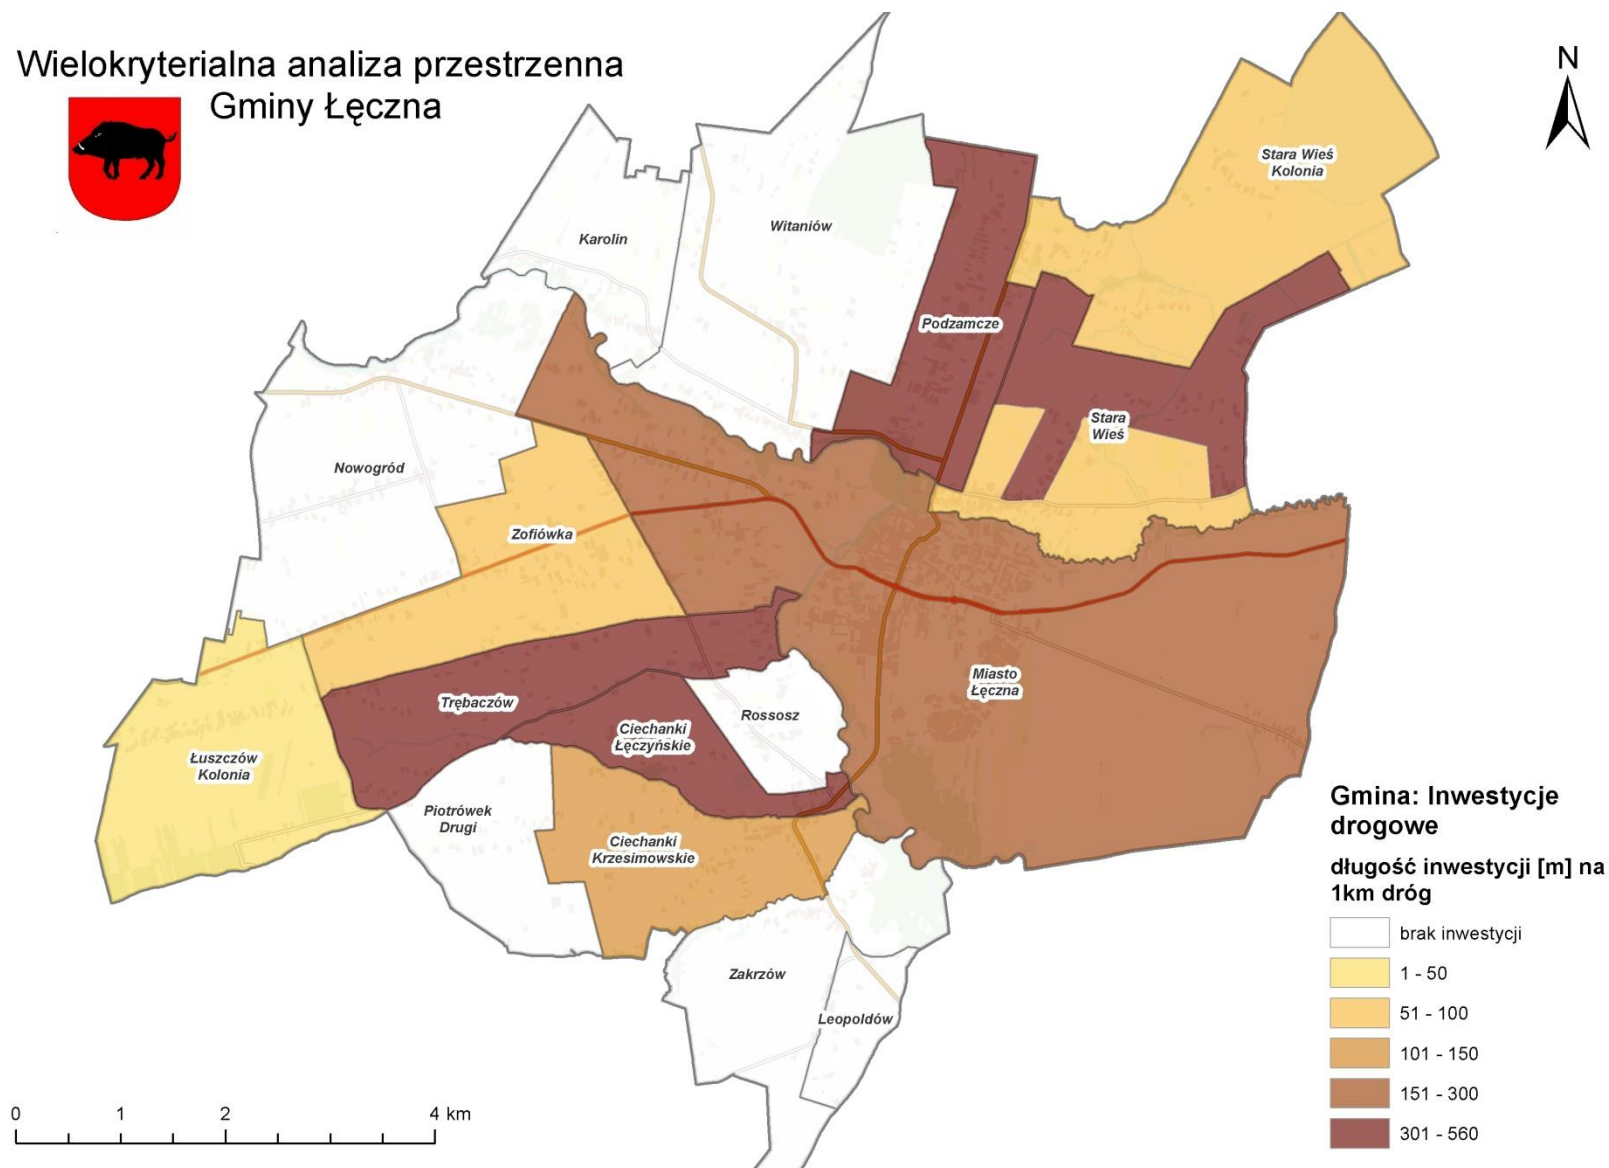 Wielokryterialna analiza przestrzenna
Gminy Łęczna
N
Stara Wieś
Kolonia
Karolin
Witaniów
Podzamcze
Stara
Wieś
Nowogród
Zofiówka
Miasto
Łęczna
Trębaczów
Rossosz
Ciechanki
Łęczyńskie
Łuszczów
Kolonia
Piotrówek
Drugi
Ciechanki
Krzesimowskie
Zakrzów
Leopoldów
Gmina: Inwestycje
drogowe
długość inwestycji [m] na
1km dróg
brak inwestycji
1 - 50
51 - 100
101 - 150
151 - 300
301 - 560
0 1 2 4 km